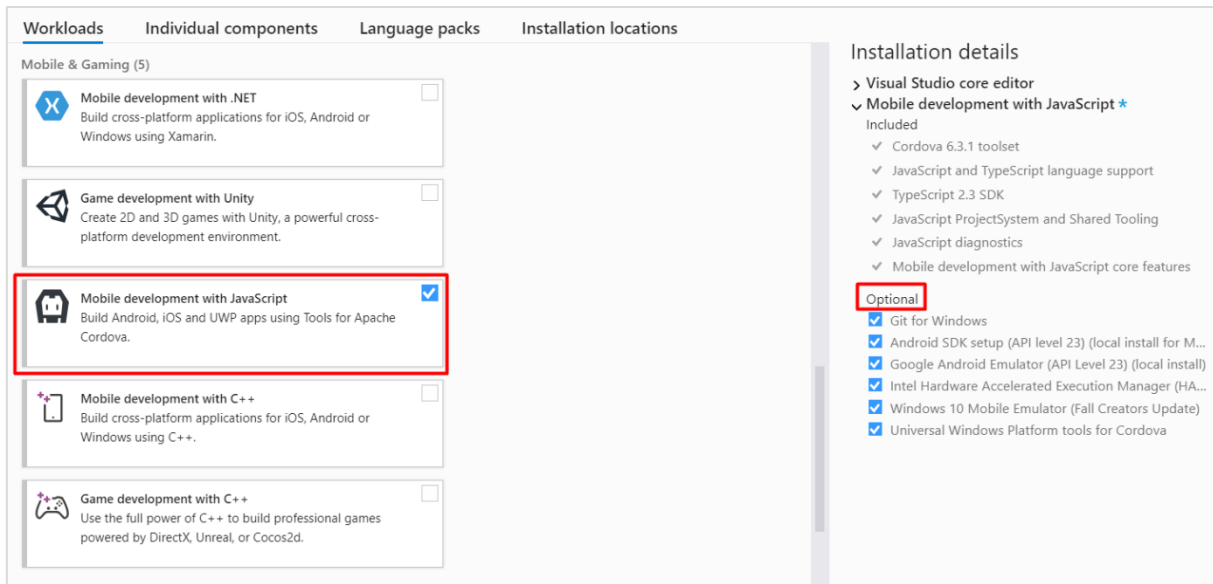 Workloads Individual components Language packs Installation locations
Mobile & Gaming (5)
Mobile development with .NET
Build cross-platform applications for iOS, Android or
Windows using Xamarin.
Game development with Unity
Create 2D and 3D games with Unity, a powerful cross-
platform development environment.
Mobile development with JavaScript
Build Android, iOS and UWP apps using Tools for Apache
Cordova.
Mobile development with C++
Build cross-platform applications for iOS, Android or
Windows using C++.
Game development with C++
Use the full power of C++ to build professional games
powered by DirectX, Unreal, or Cocos2d.
Installation details
Visual Studio core editor
Mobile development with JavaScript *
Included
Cordova 6.3.1 toolset
JavaScript and TypeScript language support
TypeScript 2.3 SDK
JavaScript ProjectSystem and Shared Tooling
JavaScript diagnostics
Mobile development with JavaScript core features
Optional
Git for Windows
Android SDK setup (API level 23) (local install for M...
Google Android Emulator (API Level 23) (local install)
Intel Hardware Accelerated Execution Manager (HA...
Windows 10 Mobile Emulator (Fall Creators Update)
Universal Windows Platform tools for Cordova